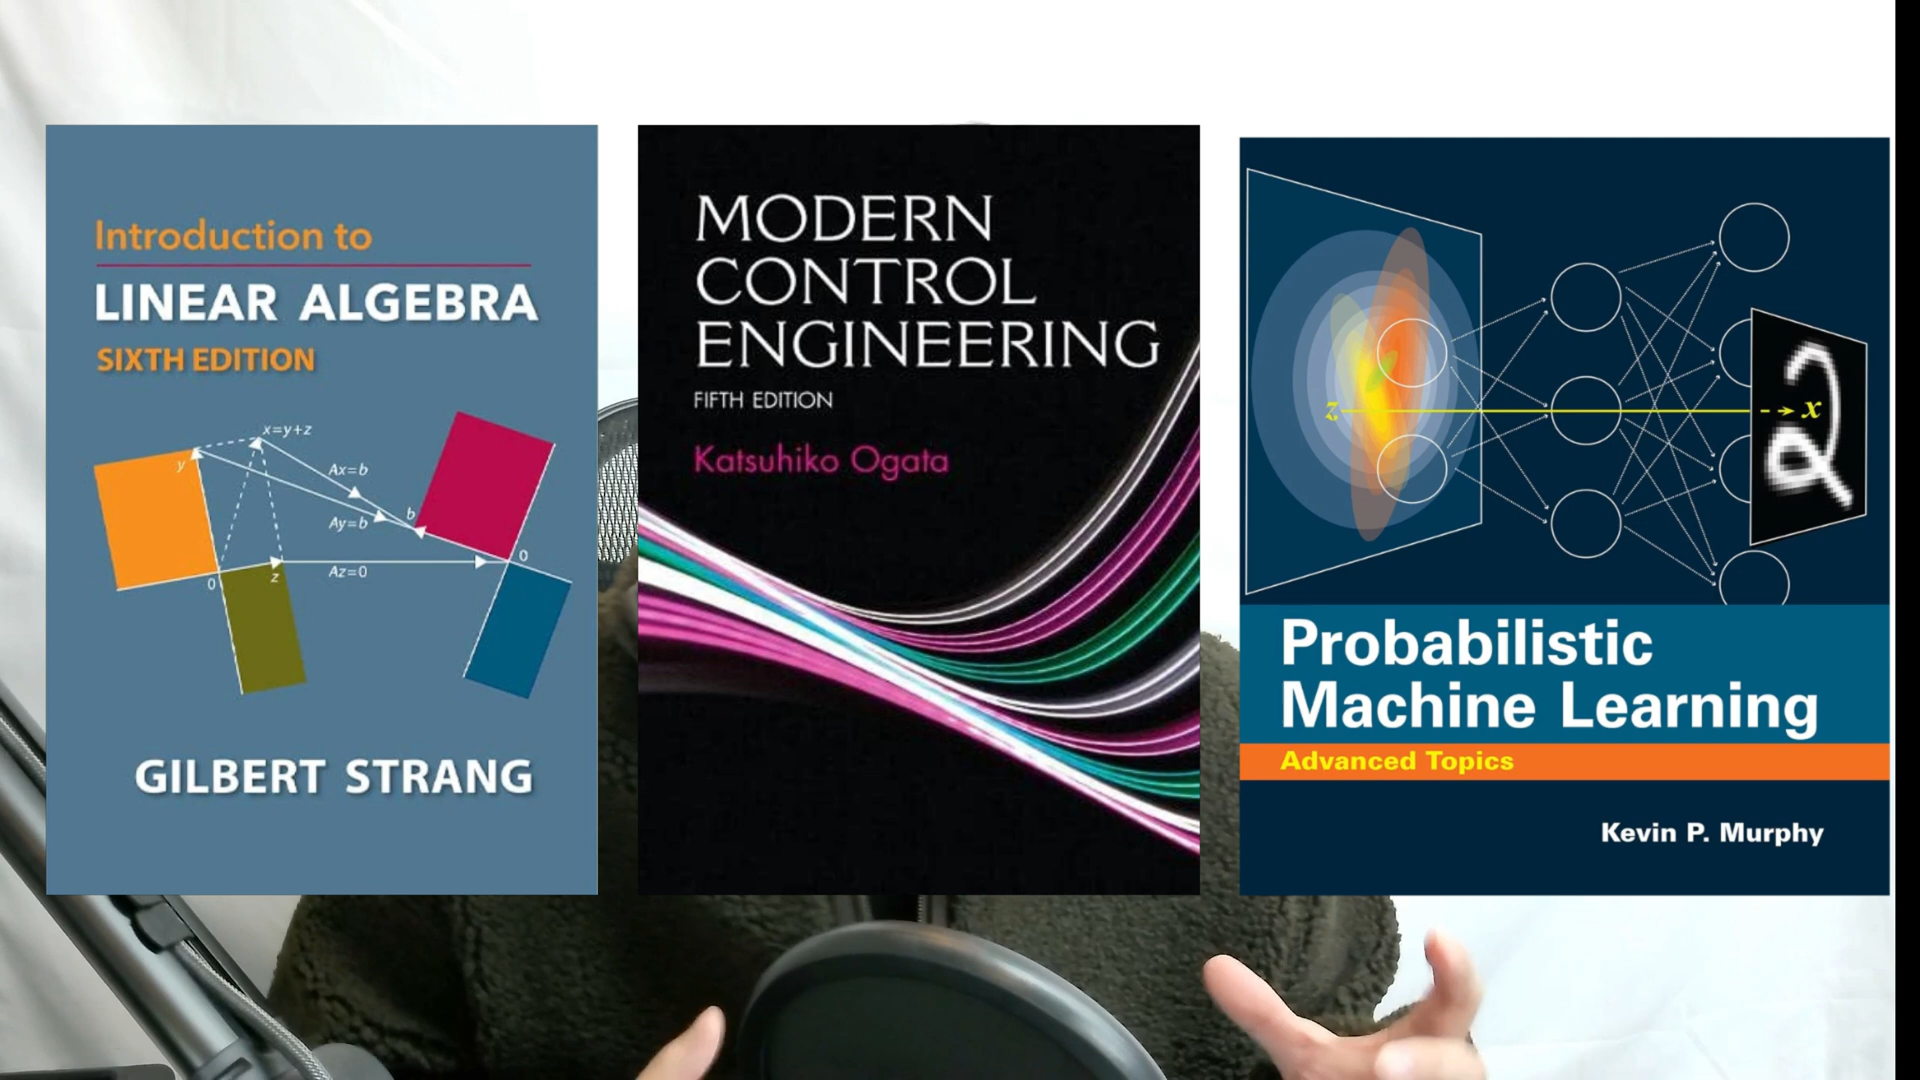 Introduction to
LINEAR ALGEBRA
SIXTH EDITION
x=y+z
y
Ax=b
Ay=b
b
0
z
Az=0
0
GILBERT STRANG
MODERN
CONTROL
ENGINEERING
FIFTH EDITION
Katsuhiko Ogata
z
x
Probabilistic
Machine Learning
Advanced Topics
Kevin P. Murphy